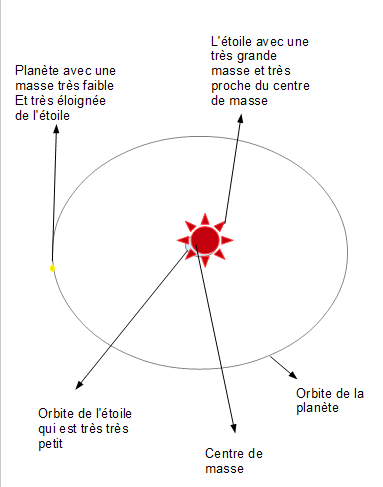 L'étoile avec une
très grande
masse et très
proche du centre
de masse
Planète avec une
masse très faible
Et très éloignée
de l'étoile
Orbite de la
planète
Orbite de l'étoile
qui est très très
petit
Centre de
masse